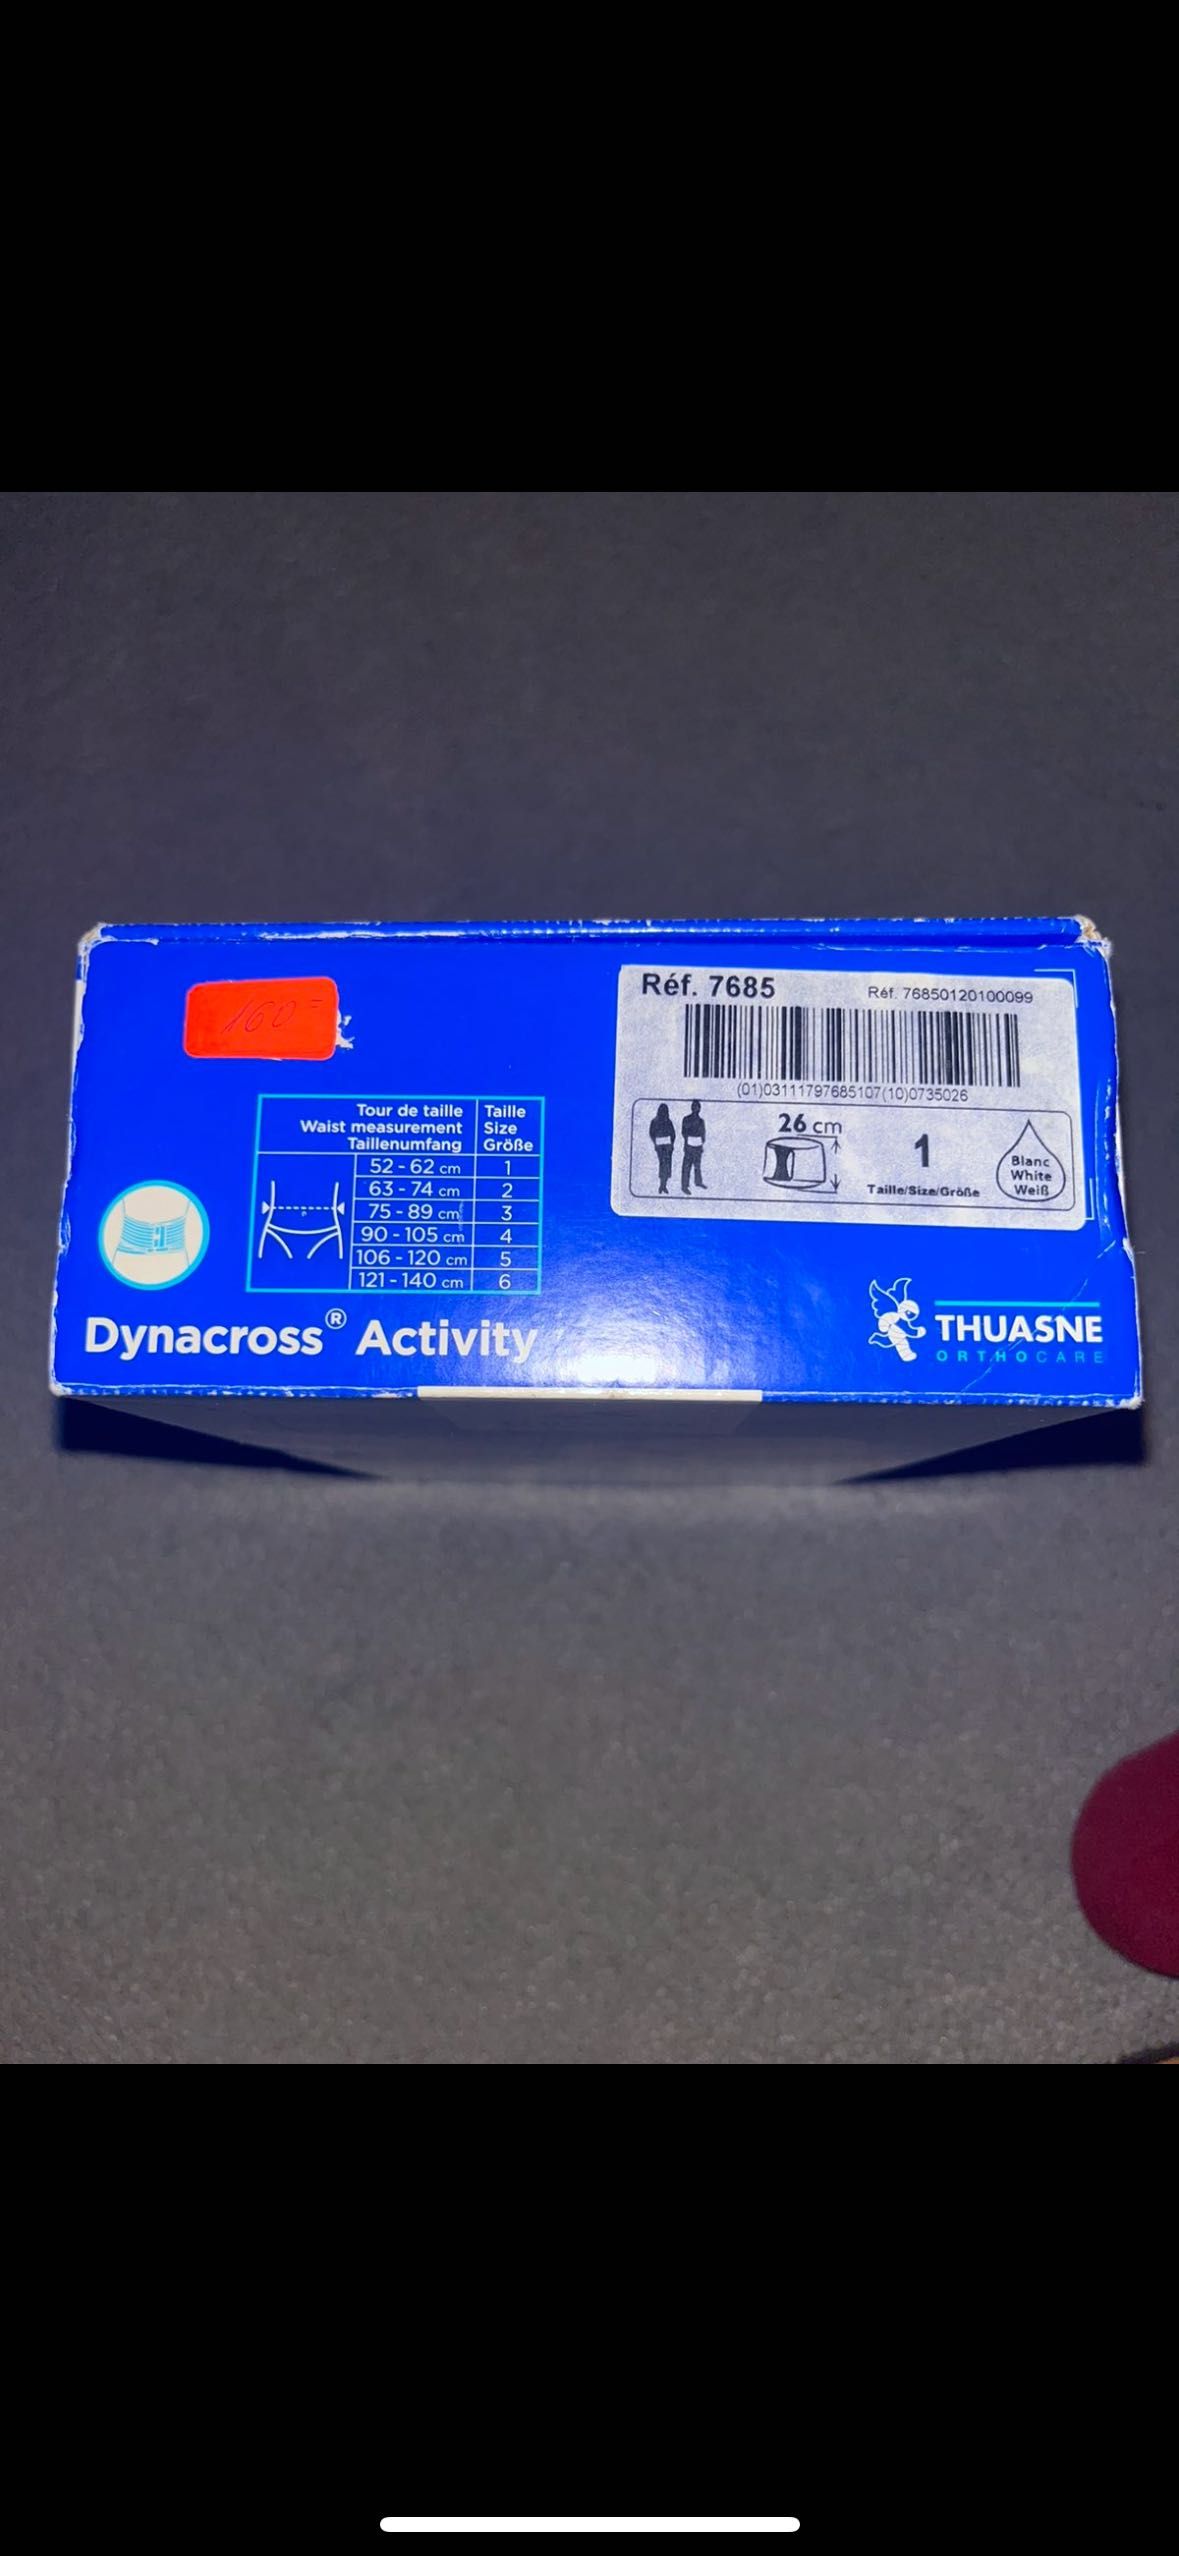 160=
Réf. 7685
Réf. 76850120100099
(01)03111797685107(10)0735026
26 cm
1
Taille/Size/Größe
Blanc
White
Weiß
Tour de taille Taille
Waist measurement Size
Taillenumfang Größe
52 - 62 cm 1
63 - 74 cm 2
75 - 89 cm 3
90 - 105 cm 4
106 - 120 cm 5
121 - 140 cm 6
Dynacross® Activity
THUASNE
ORTHOCARE